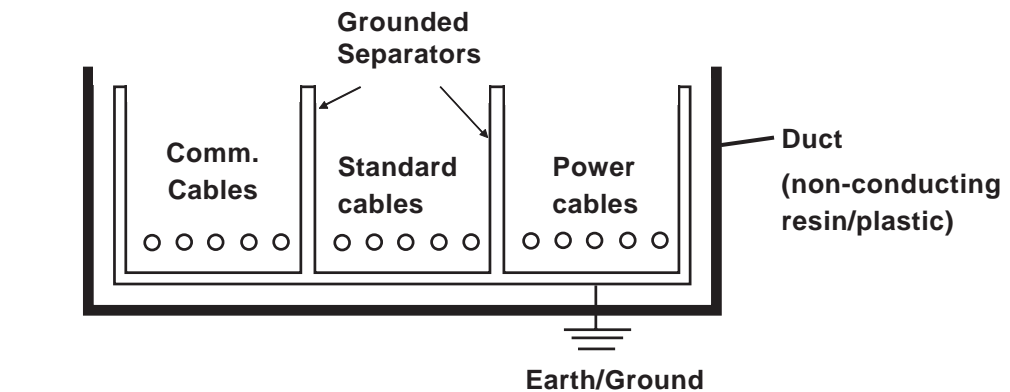 Grounded
Separators
Comm.
Cables
Standard
cables
Power
cables
Duct
(non-conducting
resin/plastic)
Earth/Ground